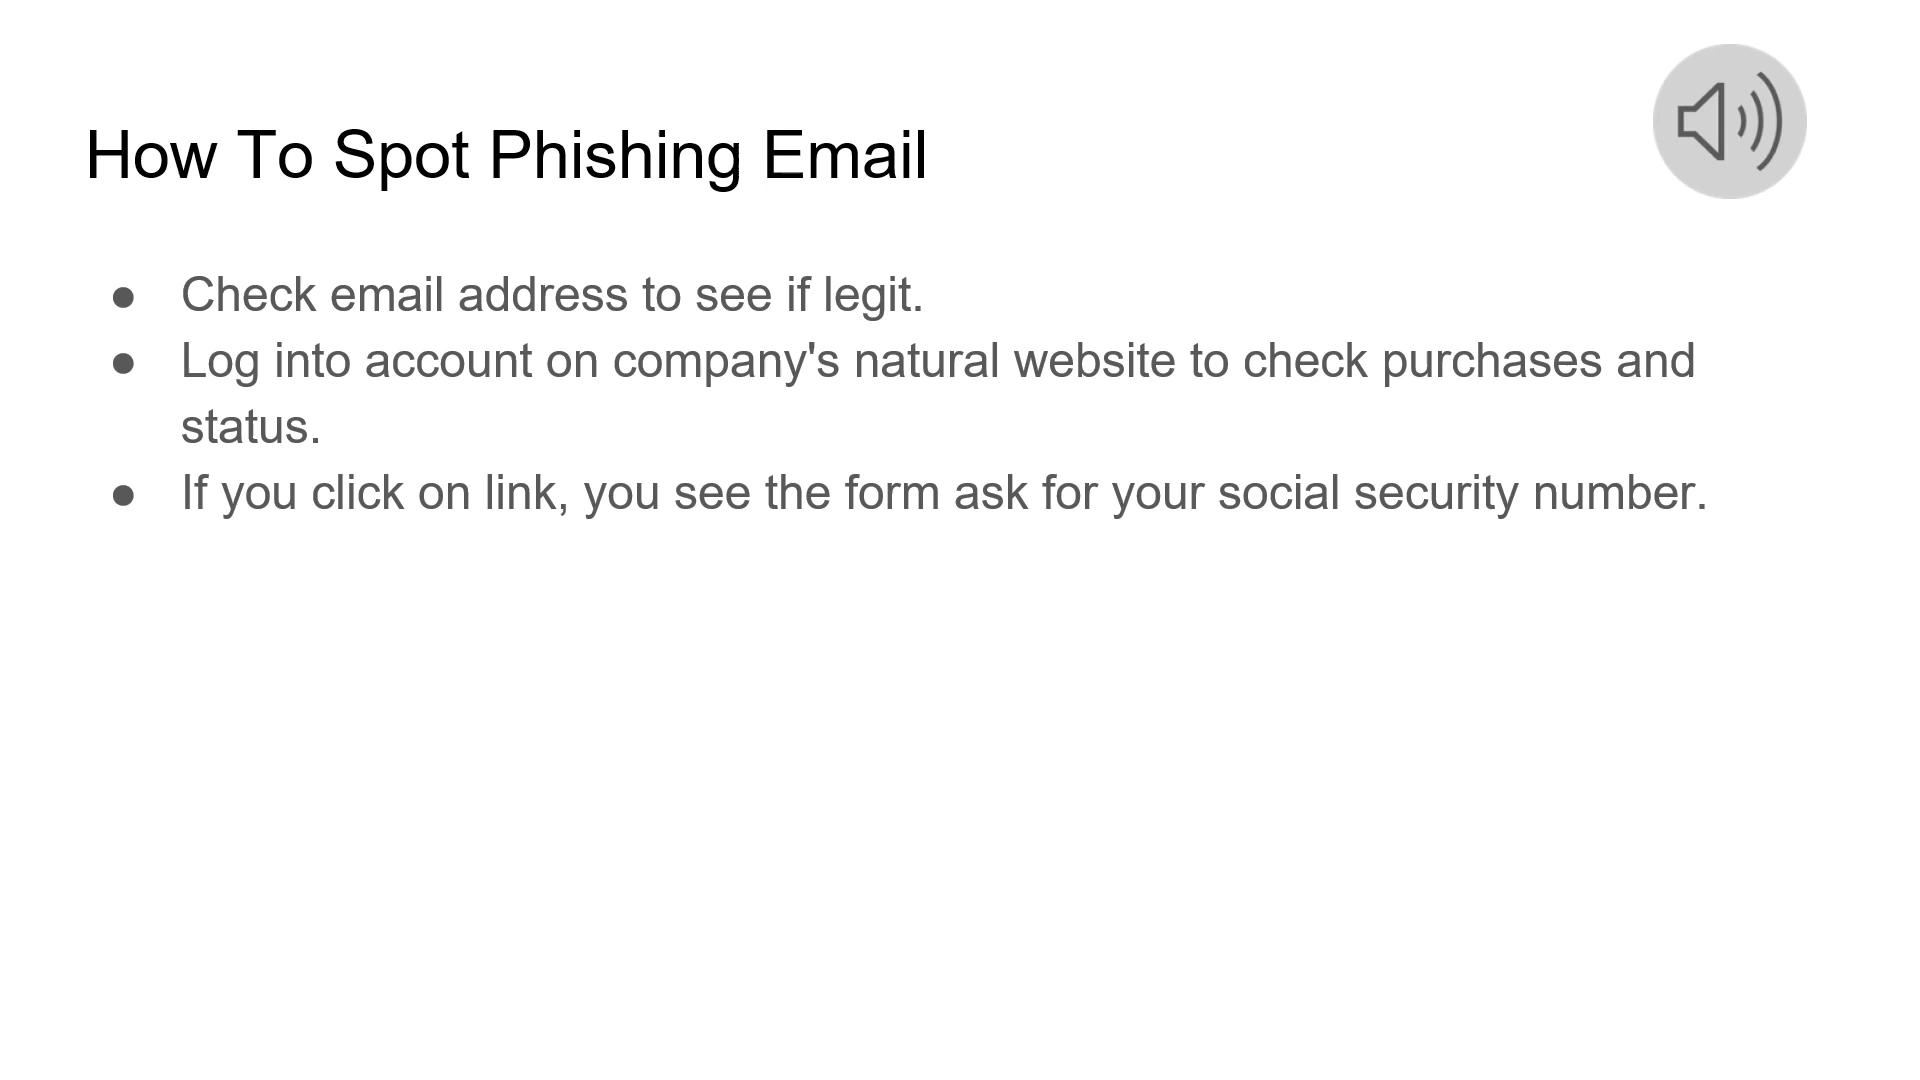 How To Spot Phishing Email
● Check email address to see if legit.
● Log into account on company's natural website to check purchases and
status.
● If you click on link, you see the form ask for your social security number.